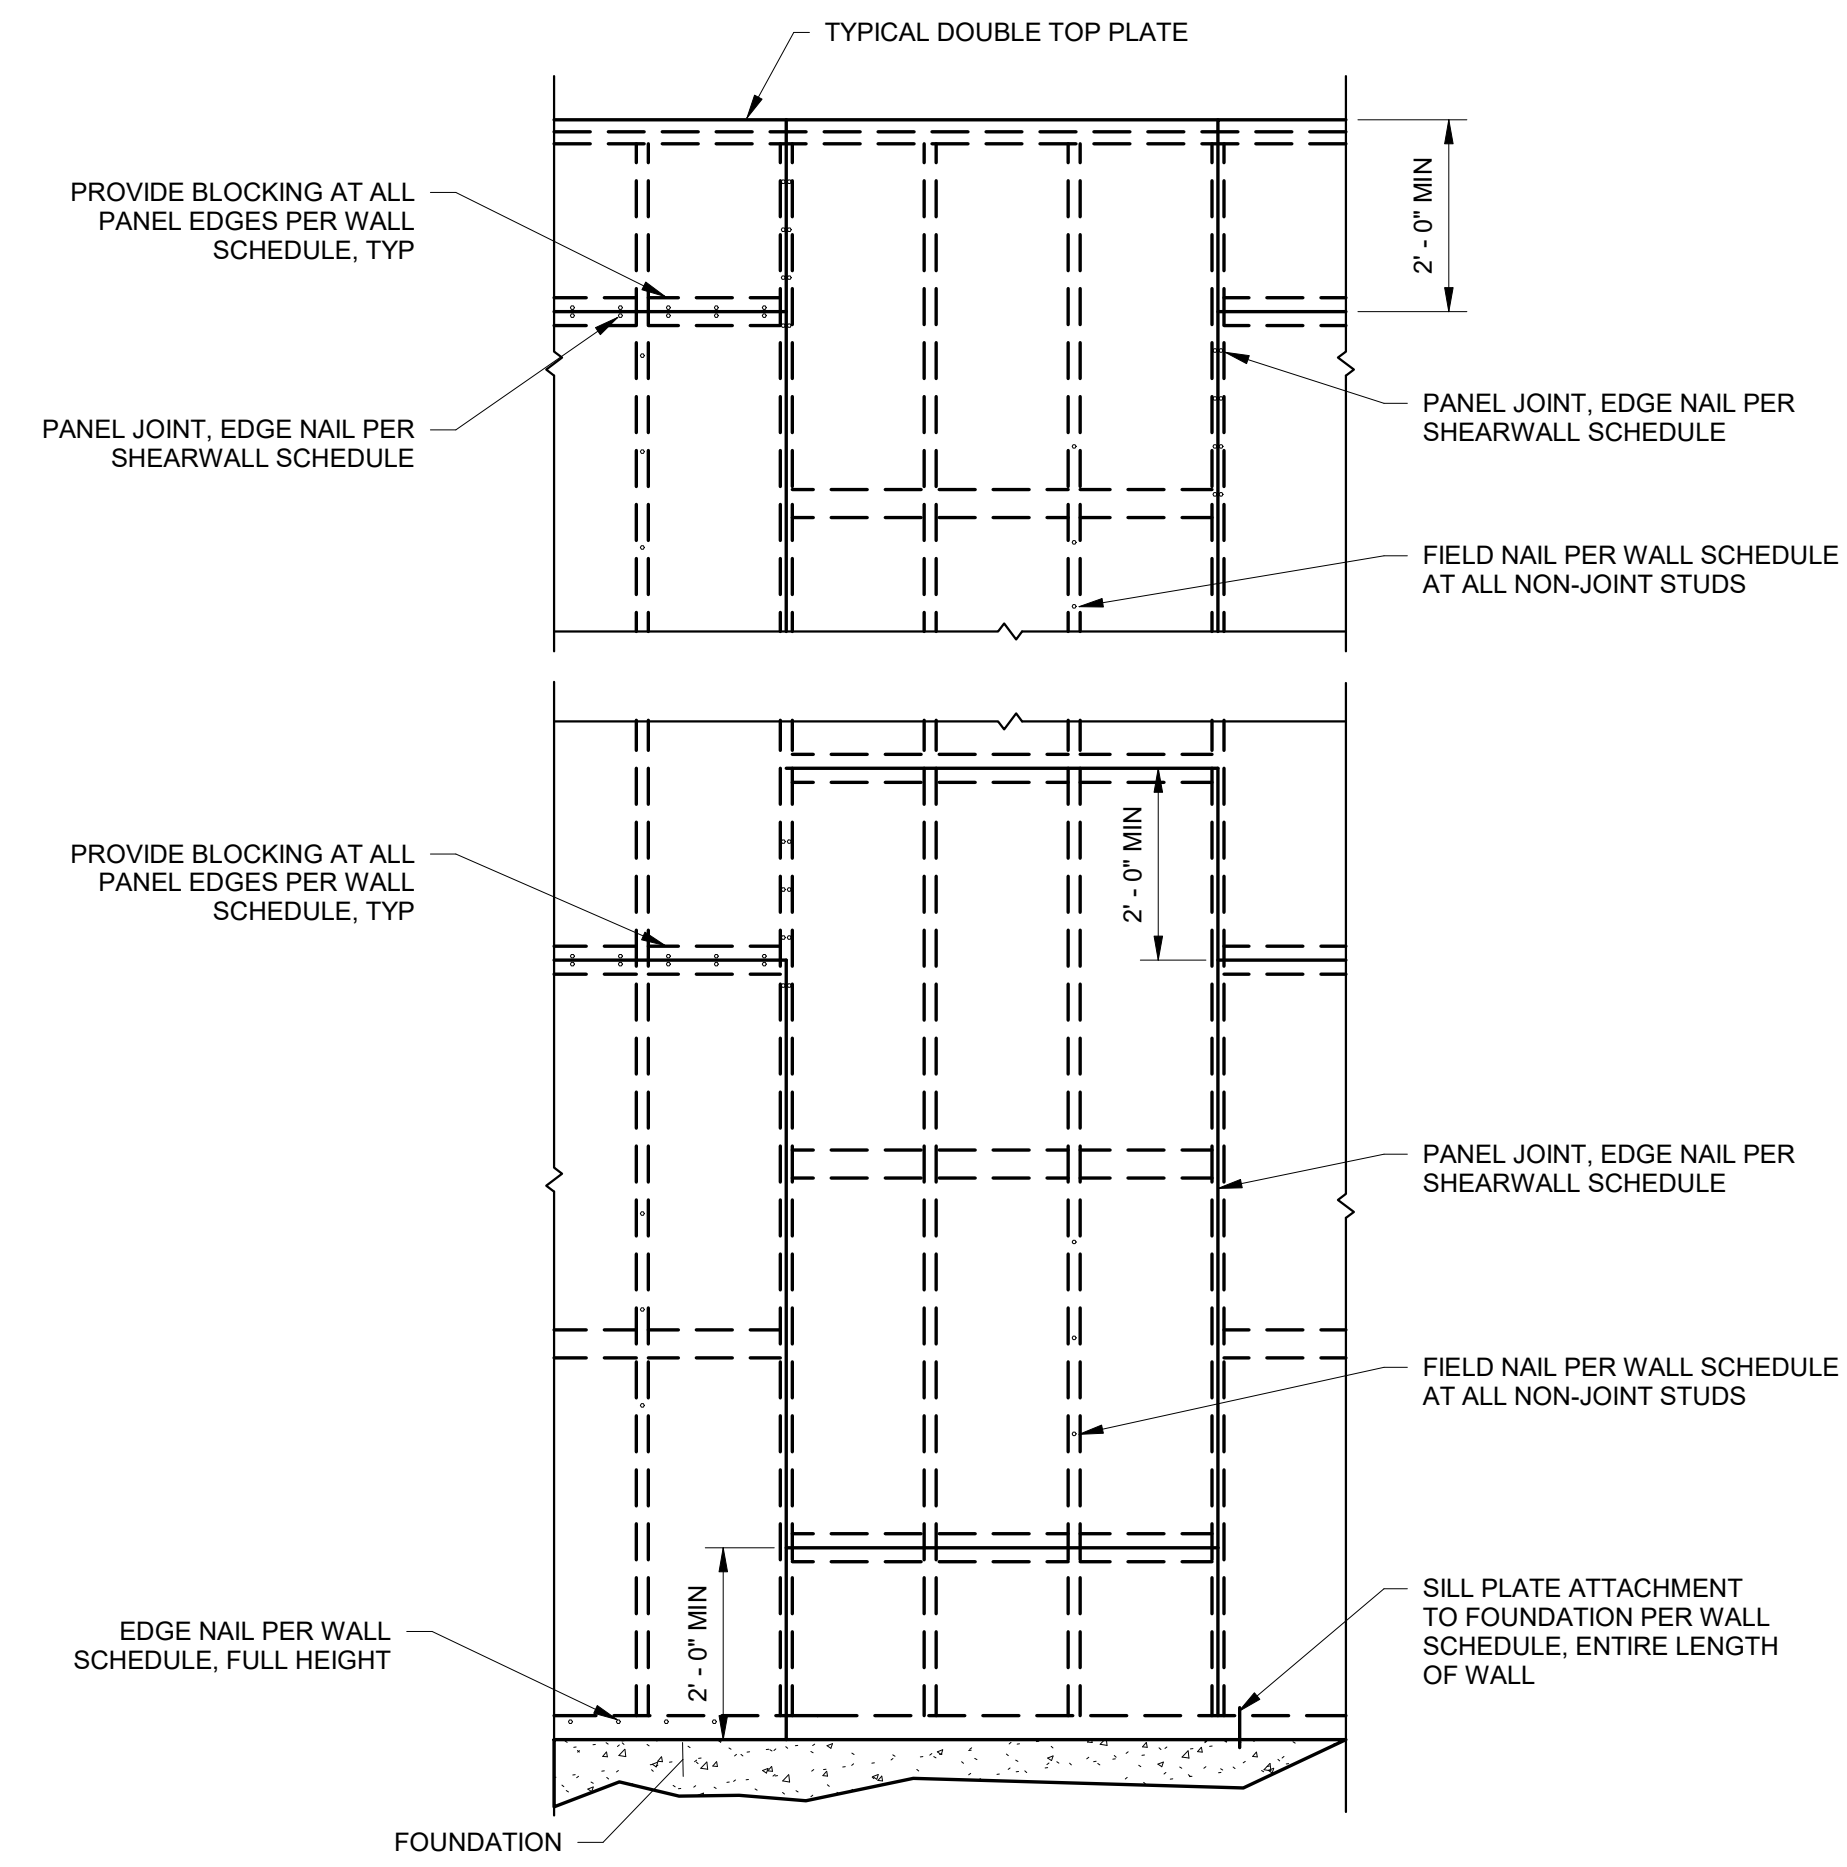 TYPICAL DOUBLE TOP PLATE
PROVIDE BLOCKING AT ALL
PANEL EDGES PER WALL
SCHEDULE, TYP
2' - 0" MIN
PANEL JOINT, EDGE NAIL PER
SHEARWALL SCHEDULE
PANEL JOINT, EDGE NAIL PER
SHEARWALL SCHEDULE
FIELD NAIL PER WALL SCHEDULE
AT ALL NON-JOINT STUDS
PROVIDE BLOCKING AT ALL
PANEL EDGES PER WALL
SCHEDULE, TYP
2' - 0" MIN
PANEL JOINT, EDGE NAIL PER
SHEARWALL SCHEDULE
FIELD NAIL PER WALL SCHEDULE
AT ALL NON-JOINT STUDS
EDGE NAIL PER WALL
SCHEDULE, FULL HEIGHT
2' - 0" MIN
SILL PLATE ATTACHMENT
TO FOUNDATION PER WALL
SCHEDULE, ENTIRE LENGTH
OF WALL
FOUNDATION